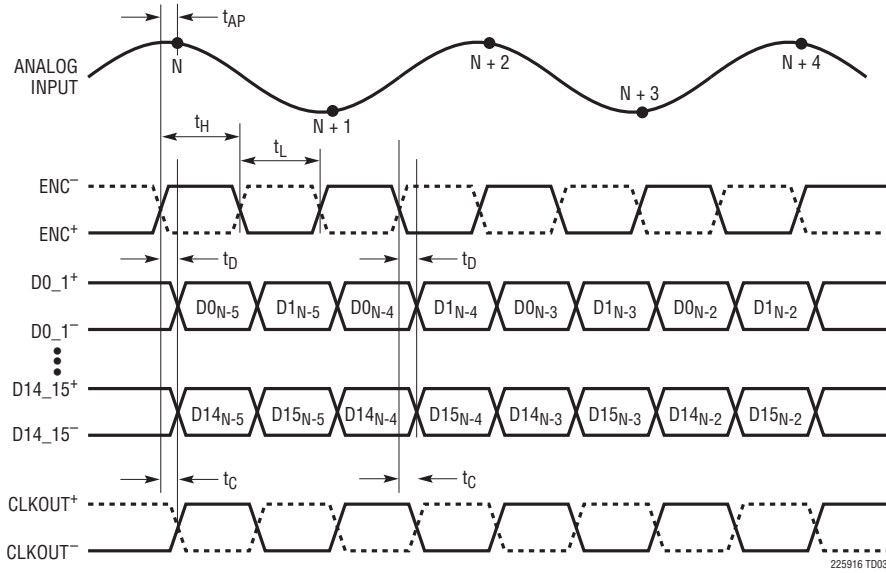 tAP
N
N + 1
N + 2
N + 3
N + 4
ANALOG
INPUT
tH
tL
ENC–
ENC+
tD
tD
D0_1+
D0_1–
D0N-5 D1N-5 D0N-4 D1N-4 D0N-3 D1N-3 D0N-2 D1N-2
D14_15+
D14_15–
D14N-5 D15N-5 D14N-4 D15N-4 D14N-3 D15N-3 D14N-2 D15N-2
tC
tC
CLKOUT+
CLKOUT–
225916 TD03